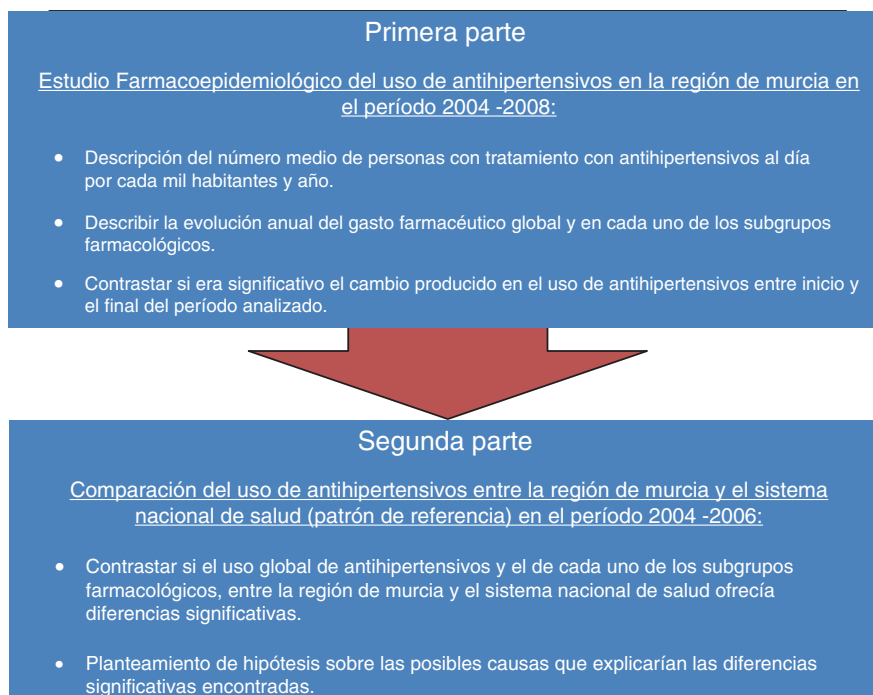 Primera parte
Estudio Farmacoepidemiológico del uso de antihipertensivos en la región de murcia en
el período 2004 -2008:
• Descripción del número medio de personas con tratamiento con antihipertensivos al día
por cada mil habitantes y año.
• Describir la evolución anual del gasto farmacéutico global y en cada uno de los subgrupos
farmacológicos.
• Contrastar si era significativo el cambio producido en el uso de antihipertensivos entre inicio y
el final del período analizado.
Segunda parte
Comparación del uso de antihipertensivos entre la región de murcia y el sistema
nacional de salud (patrón de referencia) en el período 2004 -2006:
• Contrastar si el uso global de antihipertensivos y el de cada uno de los subgrupos
farmacológicos, entre la región de murcia y el sistema nacional de salud ofrecía
diferencias significativas.
• Planteamiento de hipótesis sobre las posibles causas que explicarían las diferencias
significativas encontradas.